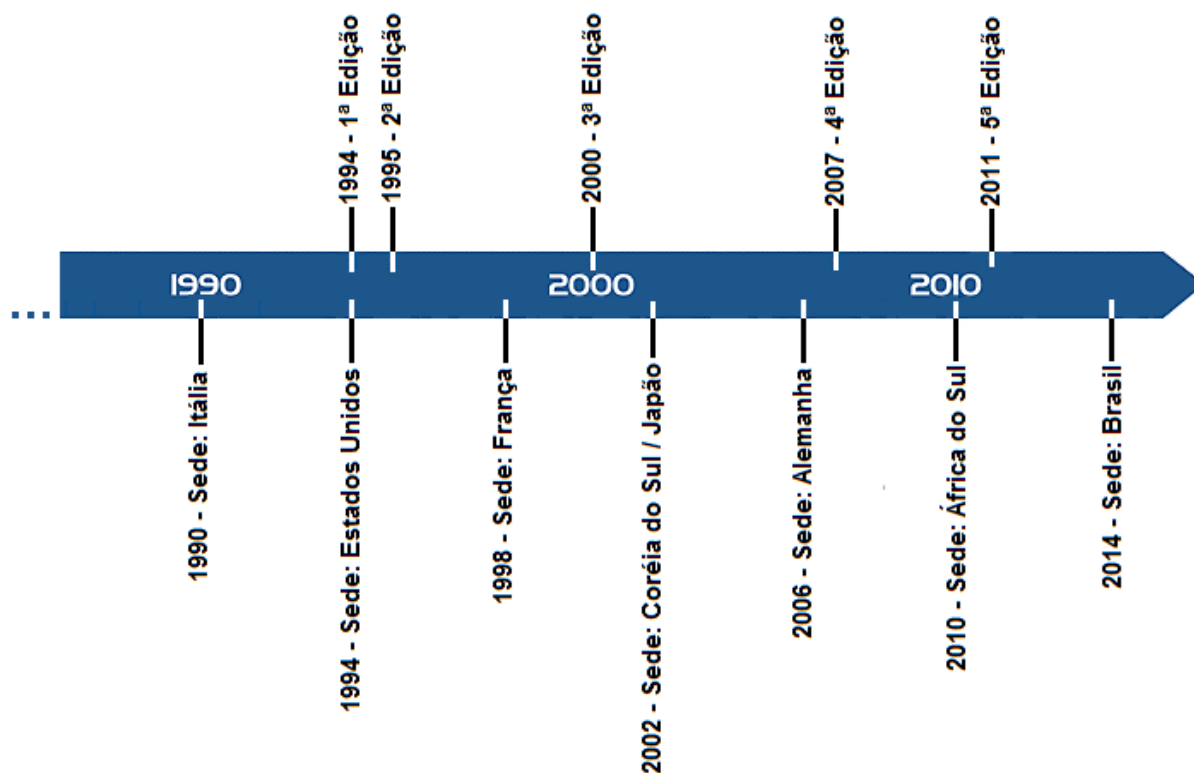 1994 - 1ª Edição
1995 - 2ª Edição
2000 - 3ª Edição
2007 - 4ª Edição
2011 - 5ª Edição
1990
2000
2010
...
1990 - Sede: Itália
1994 - Sede: Estados Unidos
1998 - Sede: França
2002 - Sede: Coréia do Sul / Japão
2006 - Sede: Alemanha
2010 - Sede: África do Sul
2014 - Sede: Brasil